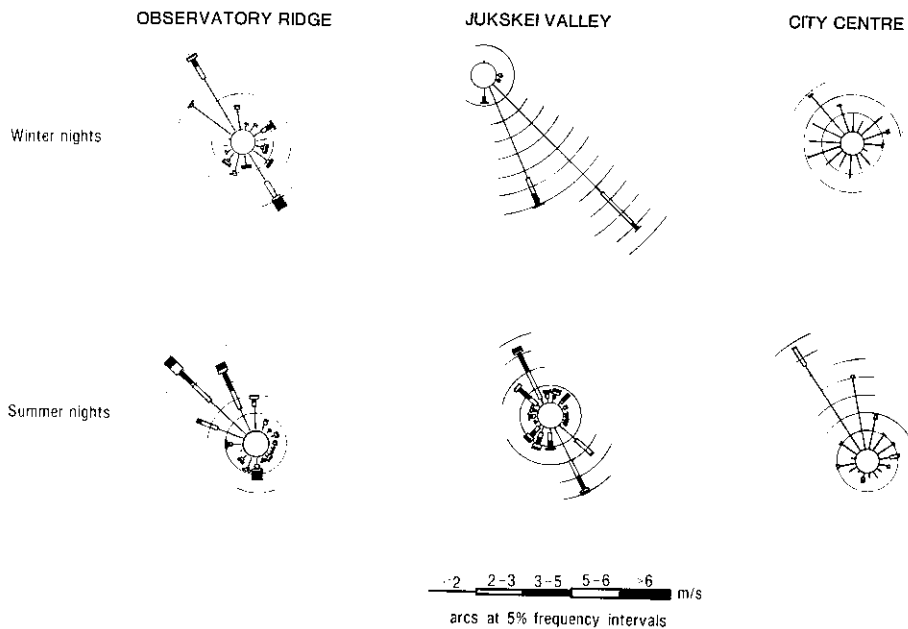 OBSERVATORY RIDGE JUKSKEI VALLEY CITY CENTRE
Winter nights
Summer nights
<2 2-3 3-5 5-6 >6 m/s
arcs at 5% frequency intervals